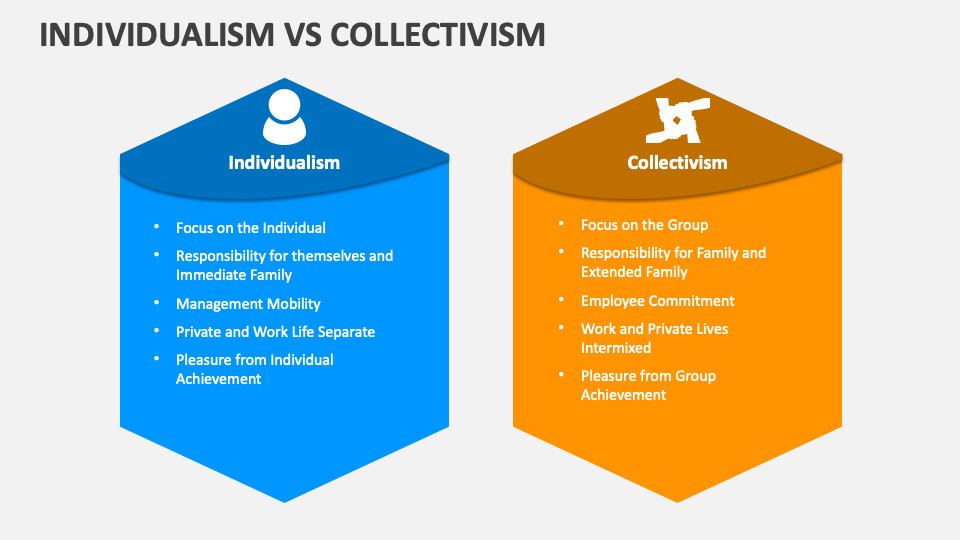 INDIVIDUALISM VS COLLECTIVISM
Individualism
• Focus on the Individual
• Responsibility for themselves and
Immediate Family
• Management Mobility
• Private and Work Life Separate
• Pleasure from Individual
Achievement
Collectivism
• Focus on the Group
• Responsibility for Family and
Extended Family
• Employee Commitment
• Work and Private Lives
Intermixed
• Pleasure from Group
Achievement